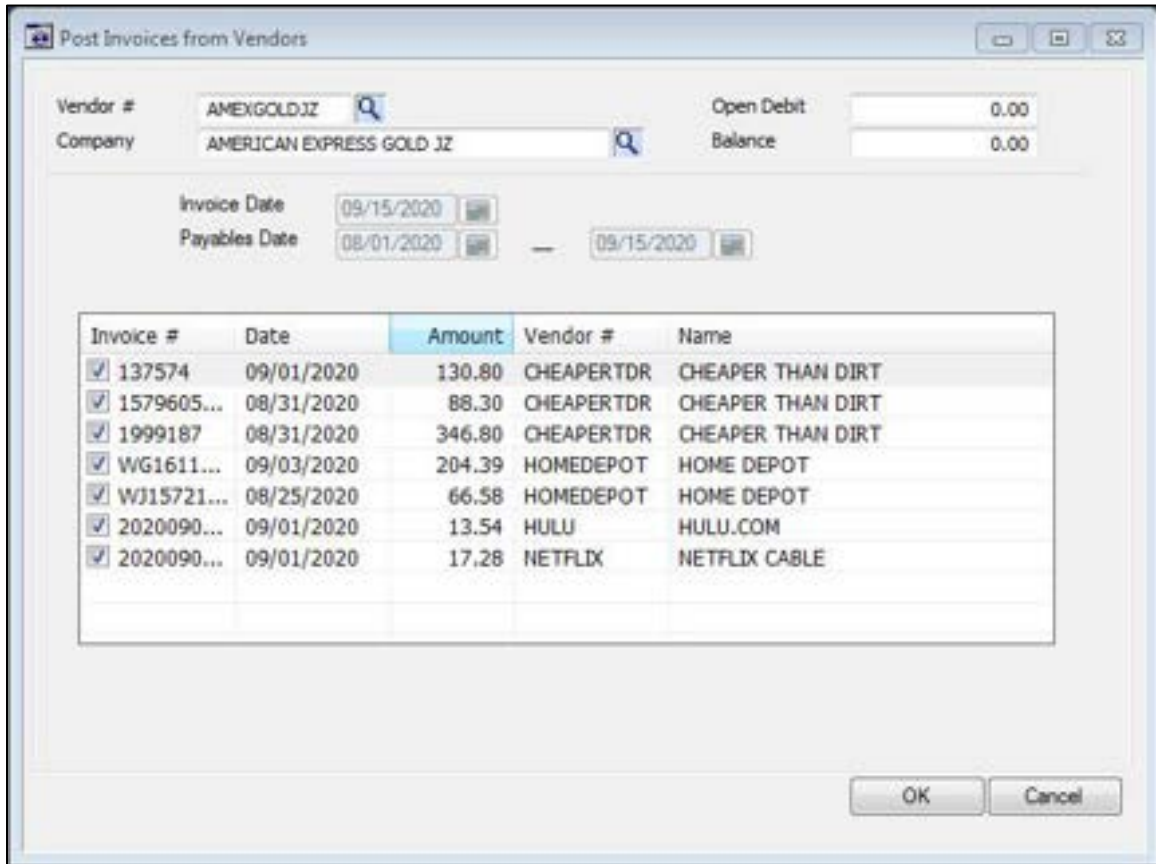 Post Invoices from Vendors
Vendor # AMEXGOLDJZ Open Debit 0.00
Company AMERICAN EXPRESS GOLD JZ Balance 0.00
Invoice Date 09/15/2020
Payables Date 08/01/2020 — 09/15/2020
Invoice # Date Amount Vendor # Name
137574 09/01/2020 130.80 CHEAPERTDR CHEAPER THAN DIRT
1579605... 08/31/2020 88.30 CHEAPERTDR CHEAPER THAN DIRT
1999187 08/31/2020 346.80 CHEAPERTDR CHEAPER THAN DIRT
WG1611... 09/03/2020 204.39 HOMEDEPOT HOME DEPOT
WJ15721... 08/25/2020 66.58 HOMEDEPOT HOME DEPOT
2020090... 09/01/2020 13.54 HULU HULU.COM
2020090... 09/01/2020 17.28 NETFLIX NETFLIX CABLE
OK Cancel